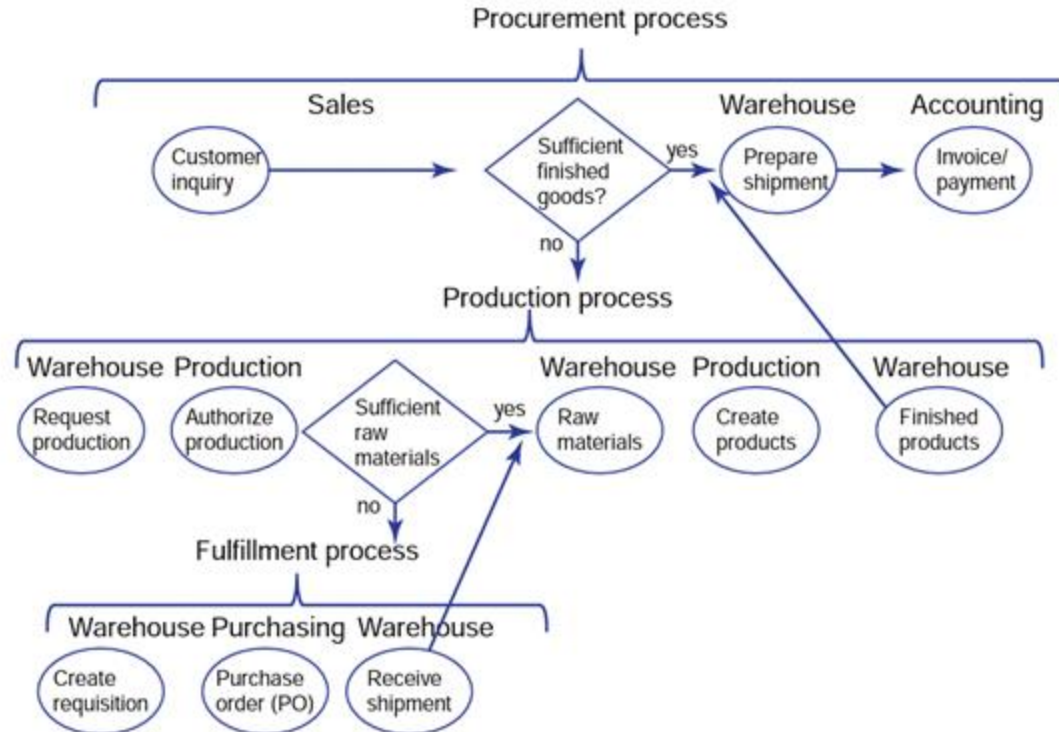 Procurement process
Sales
Warehouse
Accounting
Customer
inquiry
Sufficient
finished
goods?
yes
Prepare
shipment
Invoice/
payment
no
Production process
Warehouse
Production
Warehouse
Production
Warehouse
Request
production
Authorize
production
Sufficient
raw
materials
yes
Raw
materials
Create
products
Finished
products
no
Fulfillment process
Warehouse
Purchasing
Warehouse
Create
requisition
Purchase
order (PO)
Receive
shipment